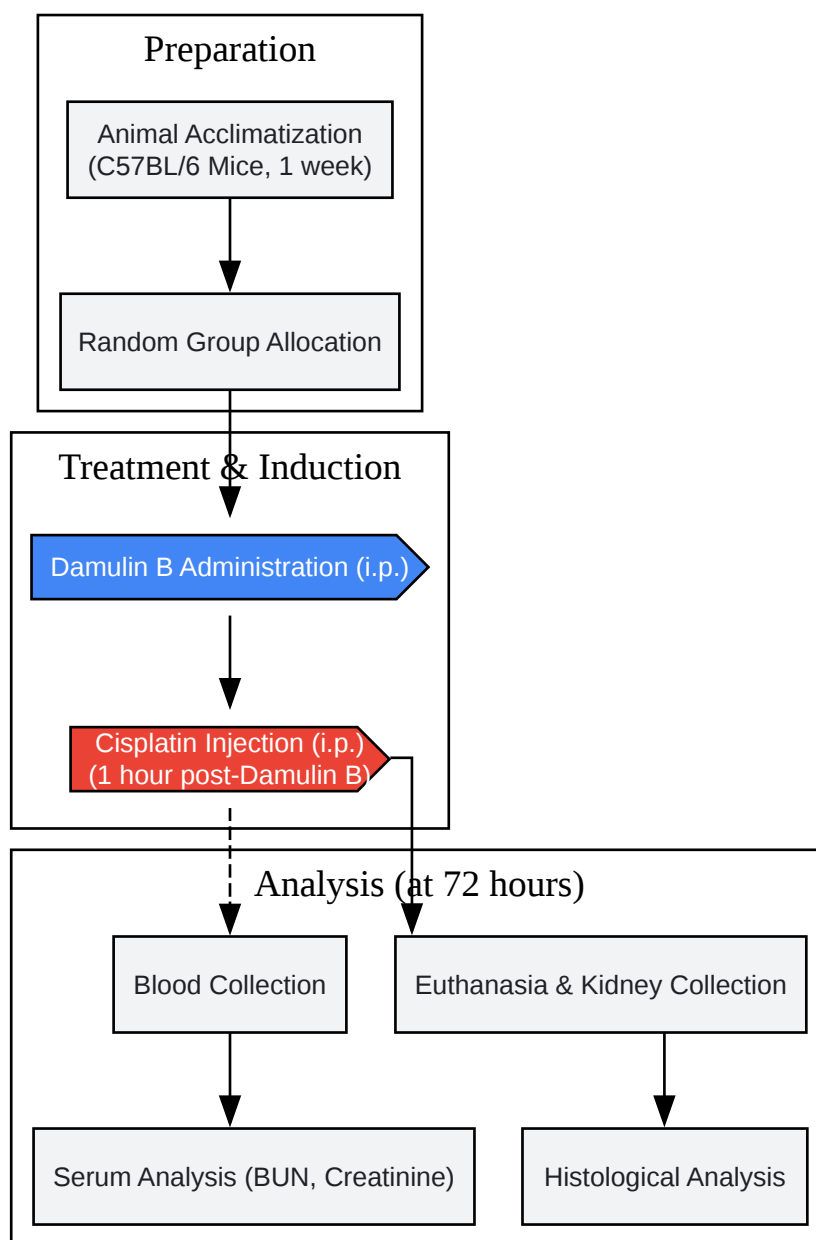 Preparation
Animal Acclimatization
(C57BL/6 Mice, 1 week)
Random Group Allocation
Treatment & Induction
Damulin B Administration (i.p.)
Cisplatin Injection (i.p.)
(1 hour post-Damulin B)
Analysis (at 72 hours)
Blood Collection
Euthanasia & Kidney Collection
Serum Analysis (BUN, Creatinine)
Histological Analysis